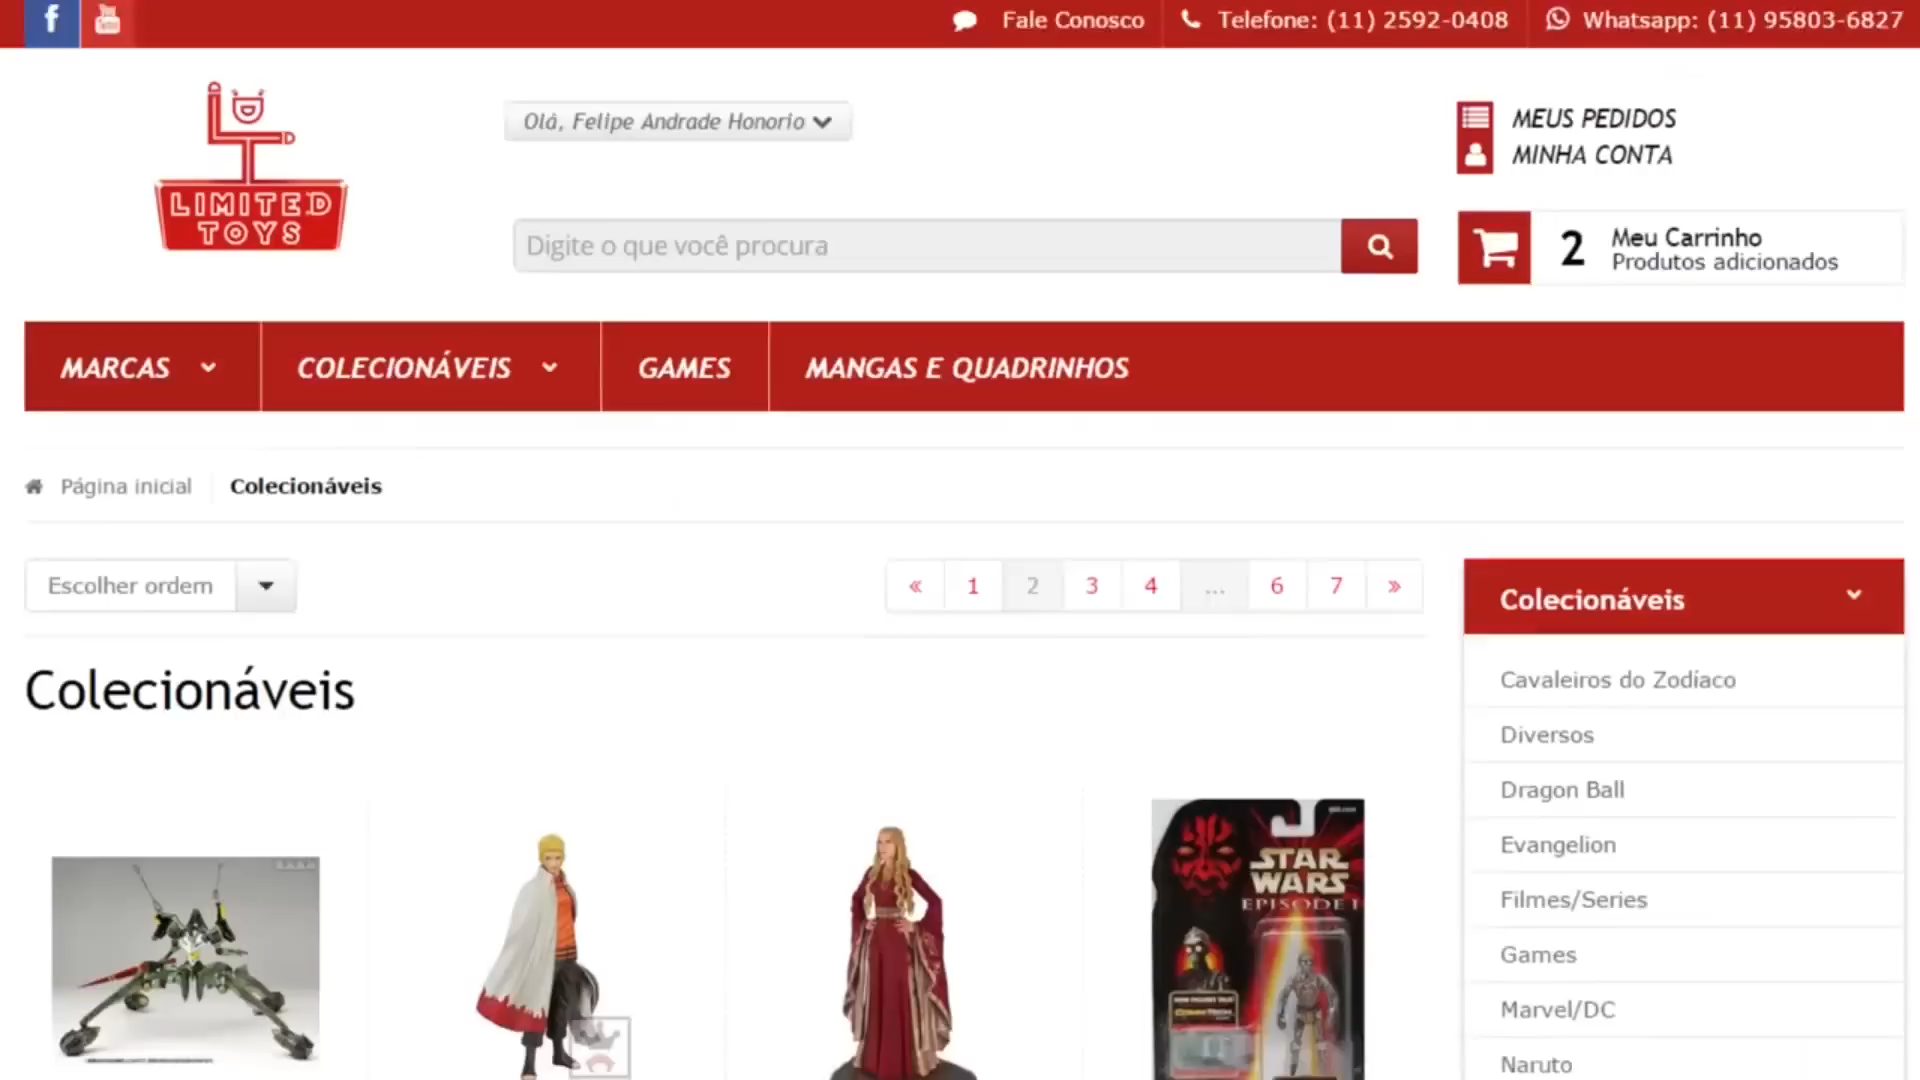 Fale Conosco
Telefone: (11) 2592-0408
Whatsapp: (11) 95803-6827
LIMITED
TOYS
Olá, Felipe Andrade Honorio
MEUS PEDIDOS
MINHA CONTA
Digite o que você procura
2
Meu Carrinho
Produtos adicionados
MARCAS
COLECIONÁVEIS
GAMES
MANGAS E QUADRINHOS
Página inicial
Colecionáveis
Escolher ordem
« 1 2 3 4 ... 6 7 »
Colecionáveis
Colecionáveis
Cavaleiros do Zodíaco
Diversos
Dragon Ball
Evangelion
Filmes/Series
Games
Marvel/DC
Naruto
STAR
WARS
EPISODE I